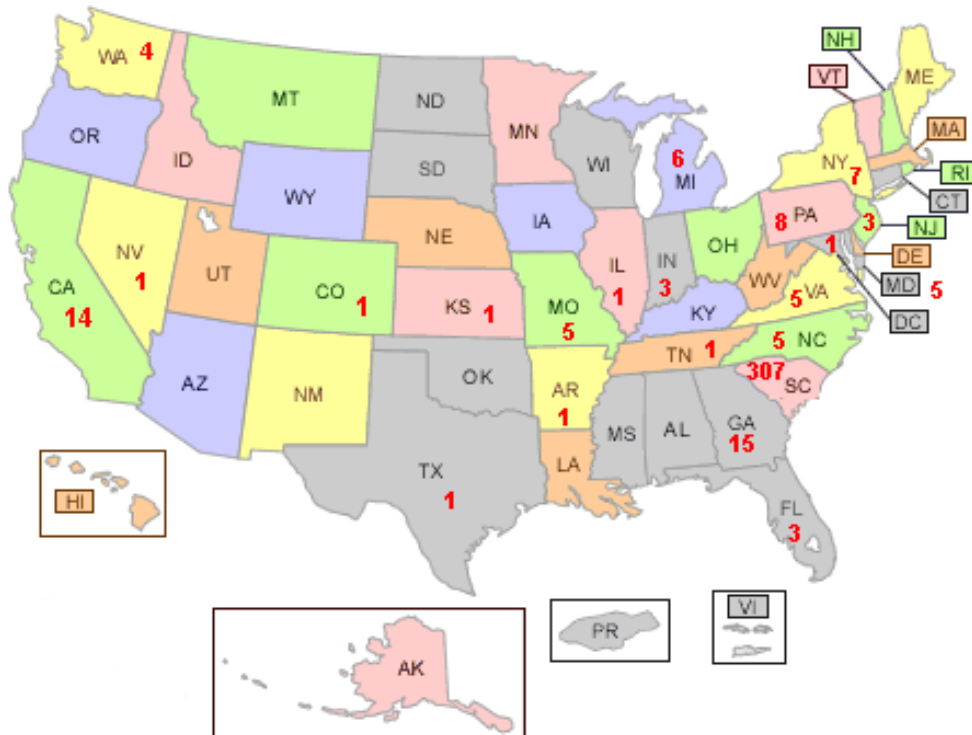 NH
WA 4
ME
VT
MT
ND
MN
MA
OR
ID
SD
WI
6
MI
NY
7
RI
WY
CT
IA
8
PA
3
NJ
NE
NV
1
UT
OH
1
DE
IL
IN
WV
MD 5
CA
14
CO
1
KS 1
1
3
MO
5
5
VA
KY
DC
TN 1
5 NC
307
SC
AZ
NM
OK
AR
1
MS
AL
GA
15
HI
TX
1
LA
FL
3
VI
PR
AK